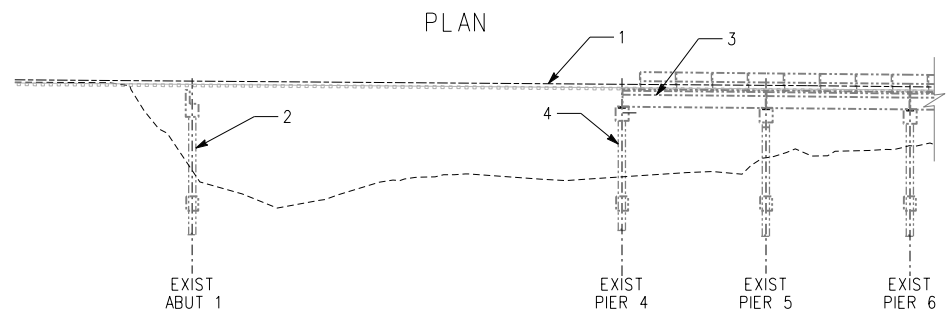 PLAN
1
3
2
4
EXIST
ABUT 1
EXIST
PIER 4
EXIST
PIER 5
EXIST
PIER 6